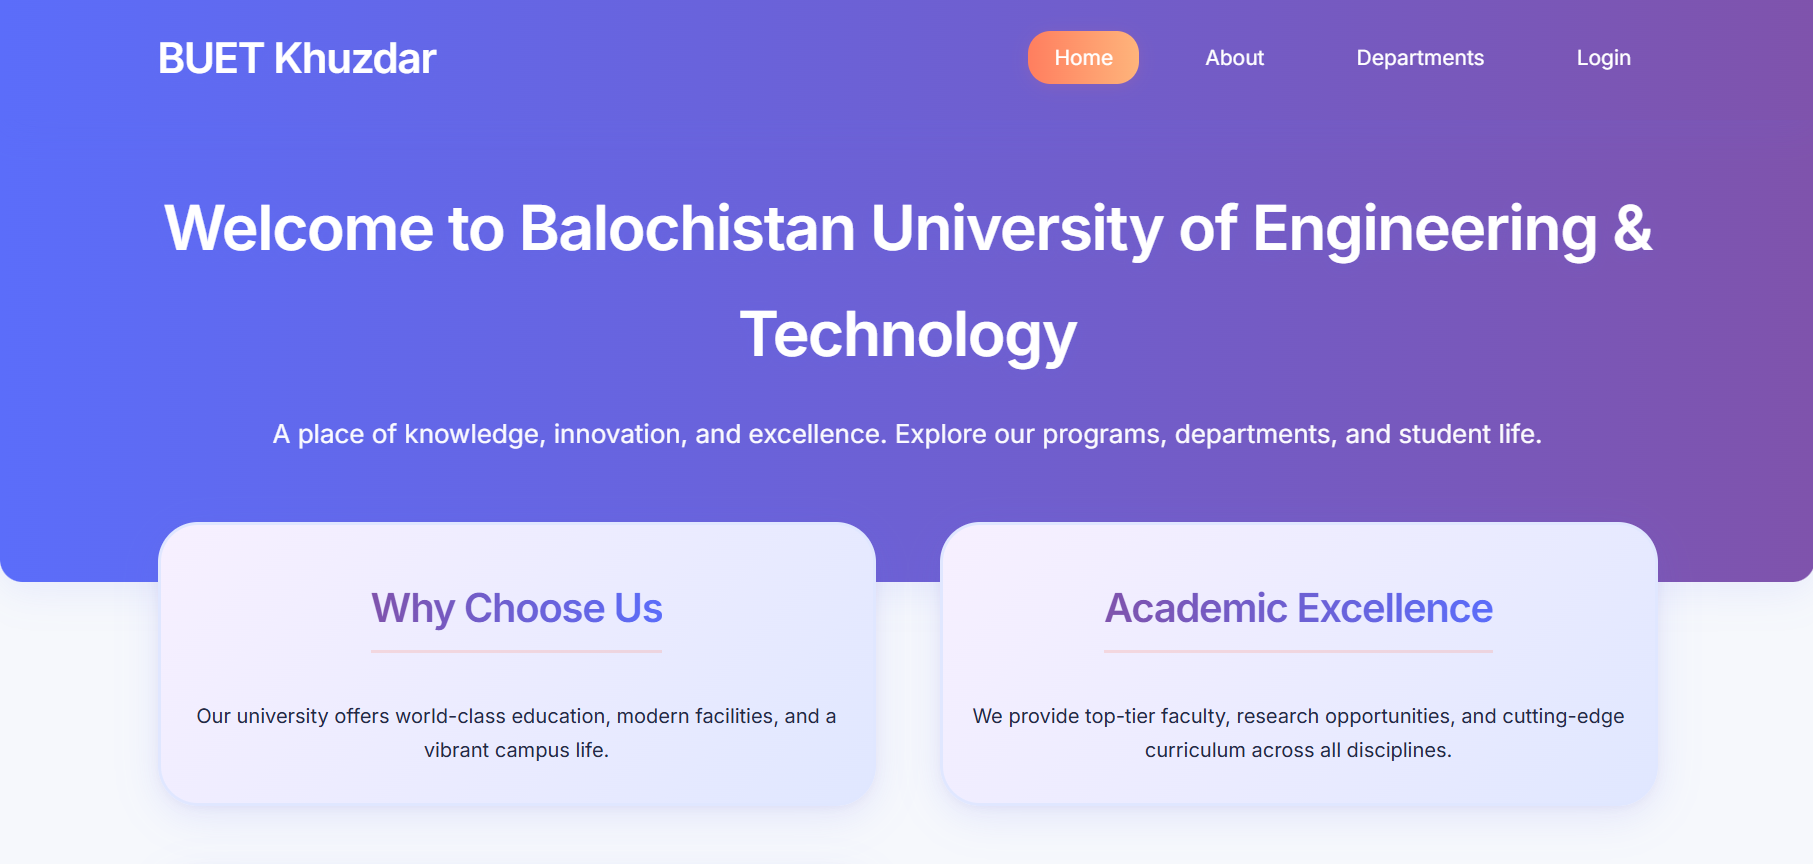 BUET Khuzdar
Home
About
Departments
Login
Welcome to Balochistan University of Engineering &
Technology
A place of knowledge, innovation, and excellence. Explore our programs, departments, and student life.
Why Choose Us
Our university offers world-class education, modern facilities, and a
vibrant campus life.
Academic Excellence
We provide top-tier faculty, research opportunities, and cutting-edge
curriculum across all disciplines.